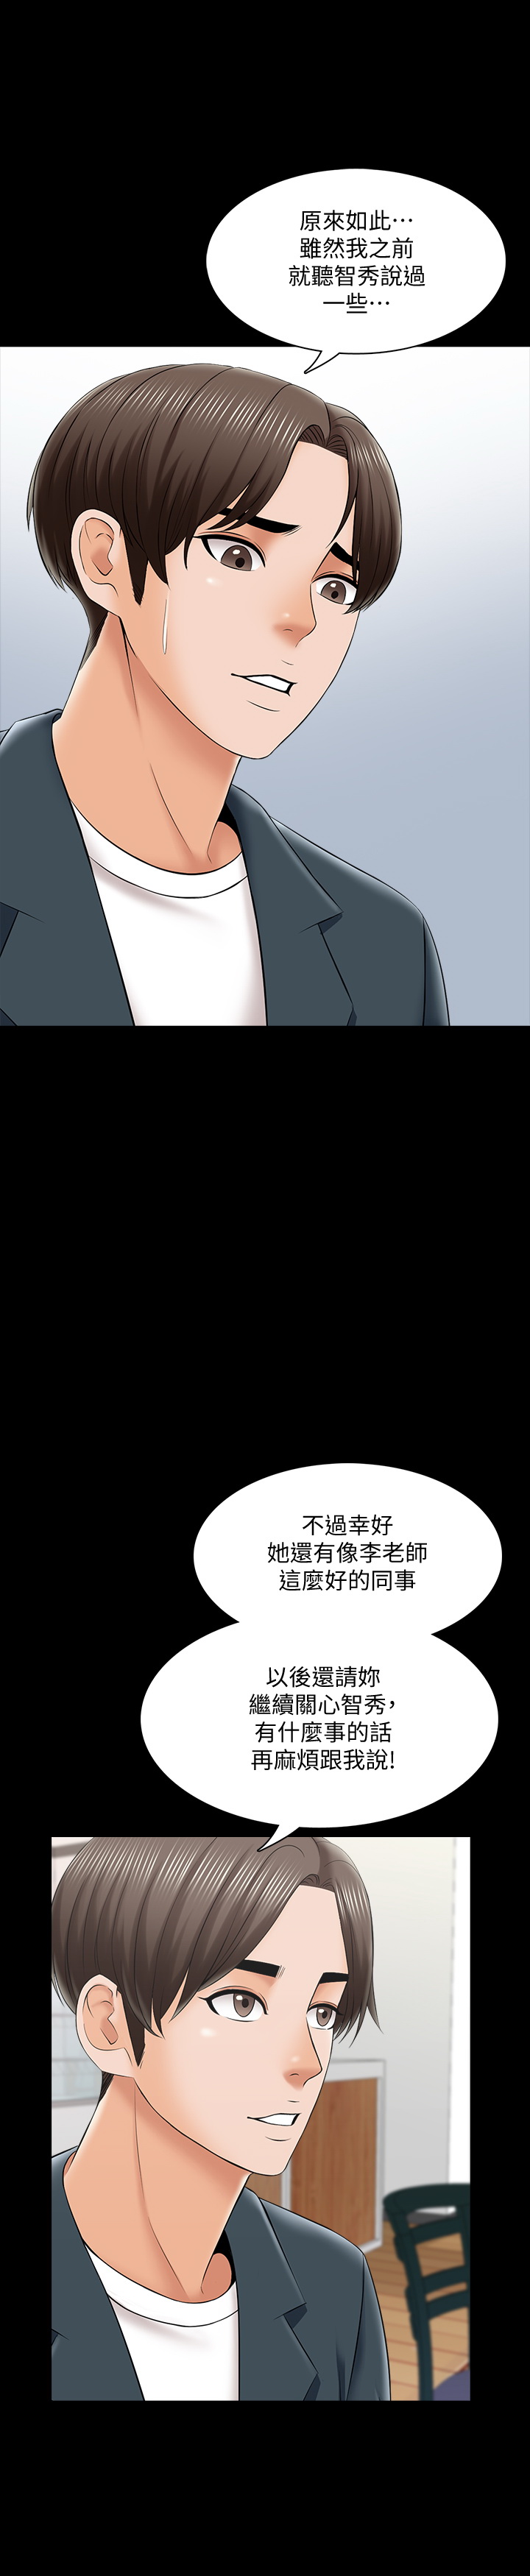 原來如此⋯
雖然我之前
就聽智秀說過
一些⋯
不過幸好
她還有像李老師
這麼好的同事
以後還請妳
繼續關心智秀，
有什麼事的話
再麻煩跟我說!